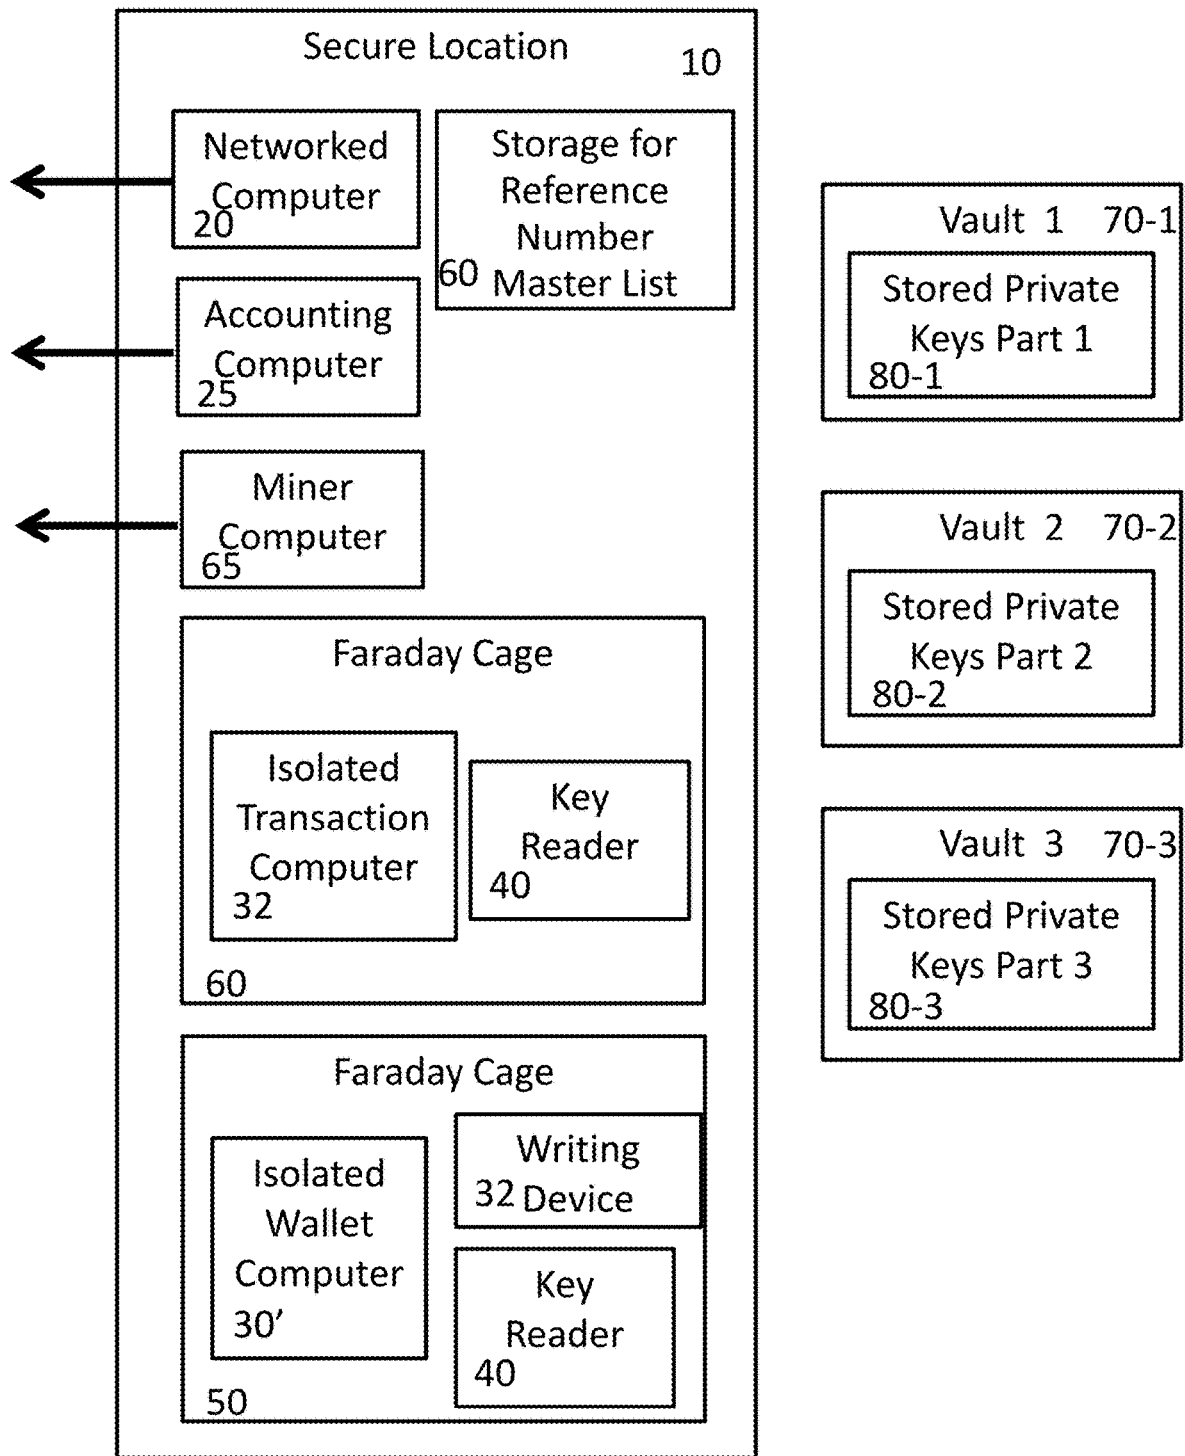 Secure Location
10
Networked
Computer
20
Storage for
Reference
Number
60
Master List
Accounting
Computer
25
Miner
Computer
65
Faraday Cage
Isolated
Transaction
Computer
32
Key
Reader
40
60
Faraday Cage
Isolated
Wallet
Computer
30’
Writing
32 Device
Key
Reader
40
50
Vault 1 70-1
Stored Private
Keys Part 1
80-1
Vault 2 70-2
Stored Private
Keys Part 2
80-2
Vault 3 70-3
Stored Private
Keys Part 3
80-3